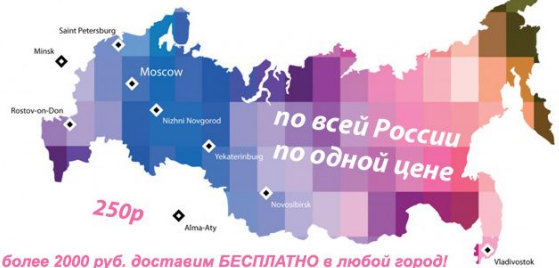 Saint Petersburg
Minsk
Moscow
Rostov-on-Don
Nizhni Novgorod
по всей России
по одной цене
Yekaterinburg
Novosibirsk
250р
Alma-Aty
Vladivostok
более 2000 руб. доставим БЕСПЛАТНО в любой город!